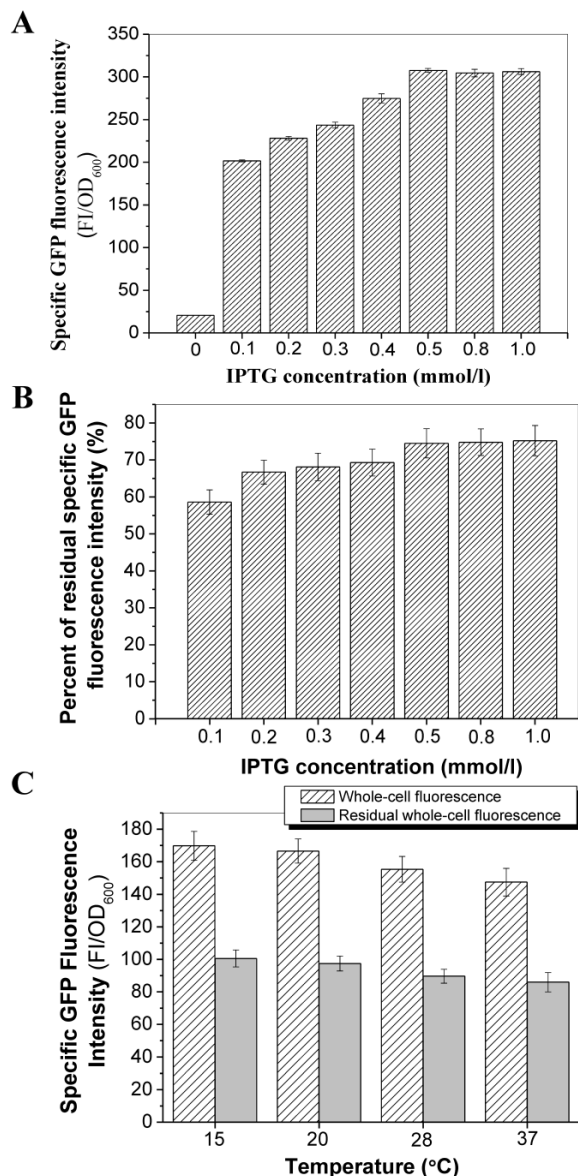 A
Specific GFP fluorescence intensity
(FI/OD600)
350
300
250
200
150
100
50
0
0 0.1 0.2 0.3 0.4 0.5 0.8 1.0
IPTG concentration (mmol/l)
B
Percent of residual specific GFP
fluorescence intensity (%)
80
70
60
50
40
30
20
10
0
0.1 0.2 0.3 0.4 0.5 0.8 1.0
IPTG concentration (mmol/l)
C
Whole-cell fluorescence
Residual whole-cell fluorescence
Specific GFP Fluorescence
Intensity (FI/OD600)
180
160
140
120
100
80
60
40
20
0
15 20 28 37
Temperature (°C)